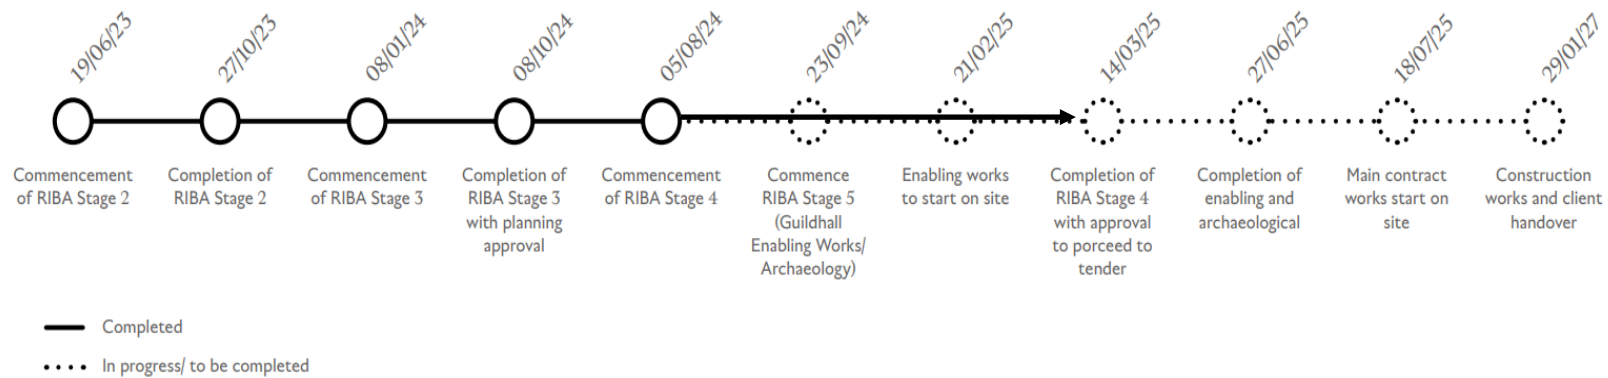 19/06/23
27/10/23
08/01/24
08/10/24
05/08/24
23/09/24
21/02/25
14/03/25
27/06/25
18/07/25
29/01/27
Commencement
of RIBA Stage 2
Completion of
RIBA Stage 2
Commencement
of RIBA Stage 3
Completion of
RIBA Stage 3
with planning
approval
Commencement
of RIBA Stage 4
Commence
RIBA Stage 5
(Guildhall
Enabling Works/
Archaeology)
Enabling works
to start on site
Completion of
RIBA Stage 4
with approval
to porceed to
tender
Completion of
enabling and
archaeological
Main contract
works start on
site
Construction
works and client
handover
Completed
In progress/ to be completed